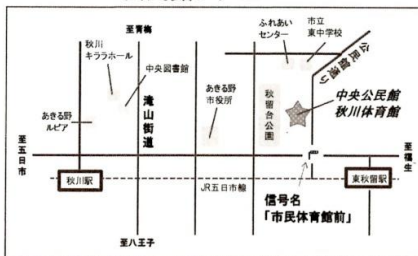 至青梅
ふれあい
センター
市立
東中学校
秋川
キララホール
中央図書館
公民館通り
あきる野
ルピア
滝山街道
あきる野
市役所
秋留台公園
中央公民館
秋川体育館
至五日市
至福生
秋川駅
JR五日市線
信号名
「市民体育館前」
東秋留駅
至八王子